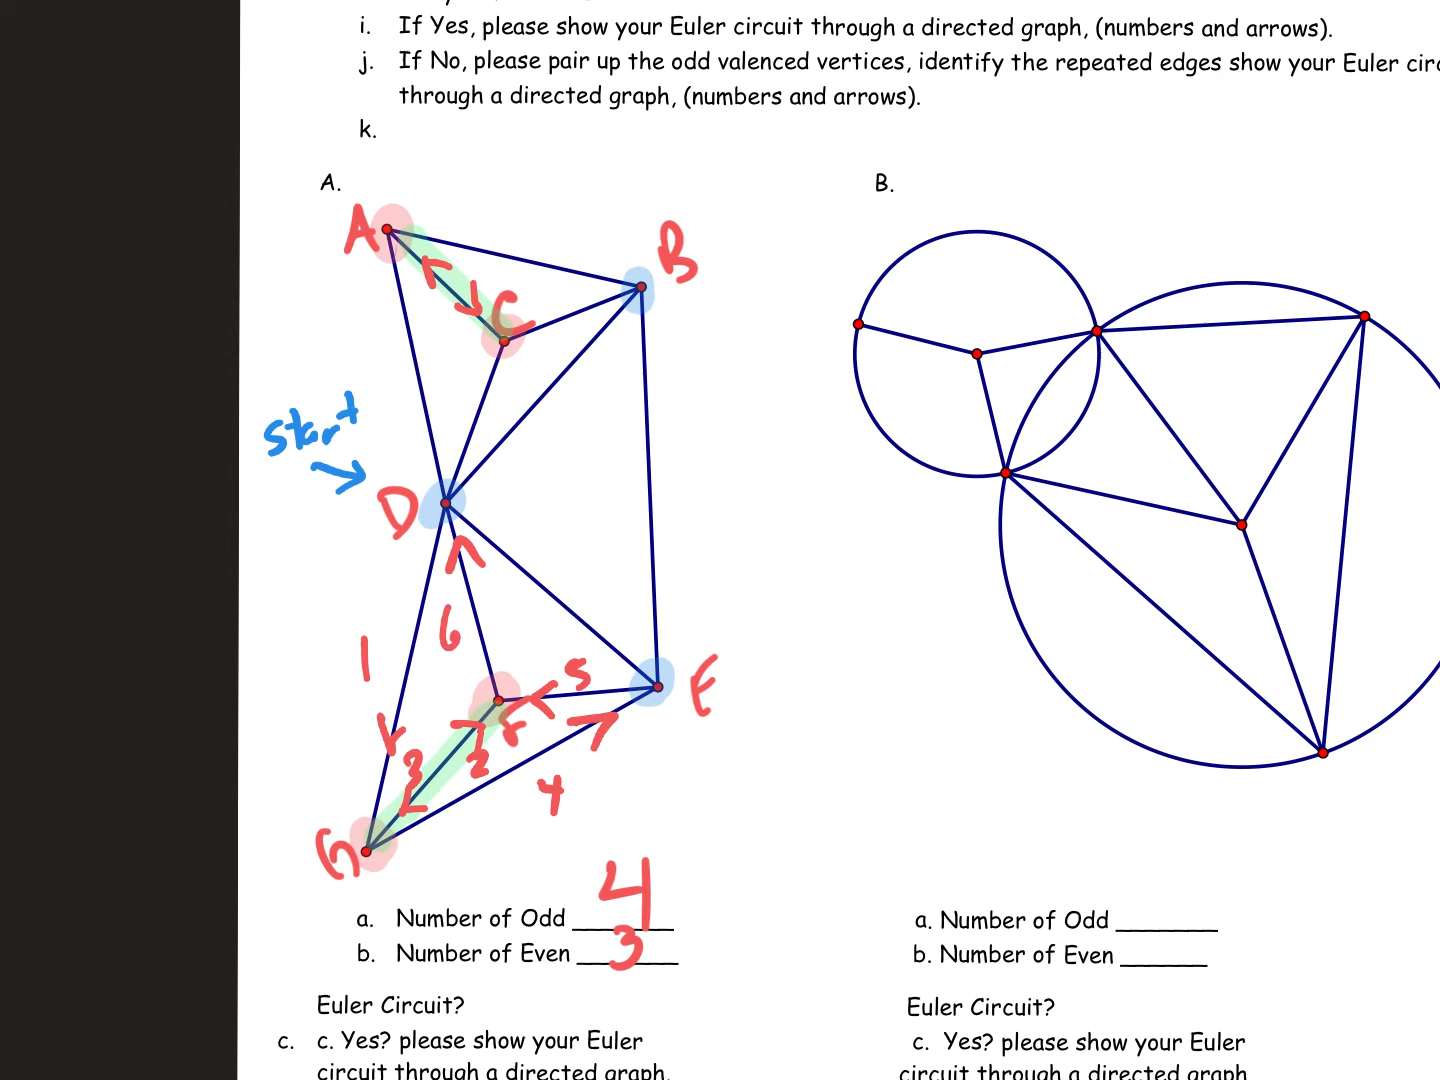 i. If Yes, please show your Euler circuit through a directed graph, (numbers and arrows).
j. If No, please pair up the odd valenced vertices, identify the repeated edges show your Euler circ
through a directed graph, (numbers and arrows).
k.
A.
B.
A
B
C
start
D
6
1
5
E
F
3
2
4
G
4
a. Number of Odd ________
3
b. Number of Even ________
a. Number of Odd ________
b. Number of Even _______
Euler Circuit?
c. c. Yes? please show your Euler
circuit through a directed graph.
Euler Circuit?
c. Yes? please show your Euler
circuit through a directed graph